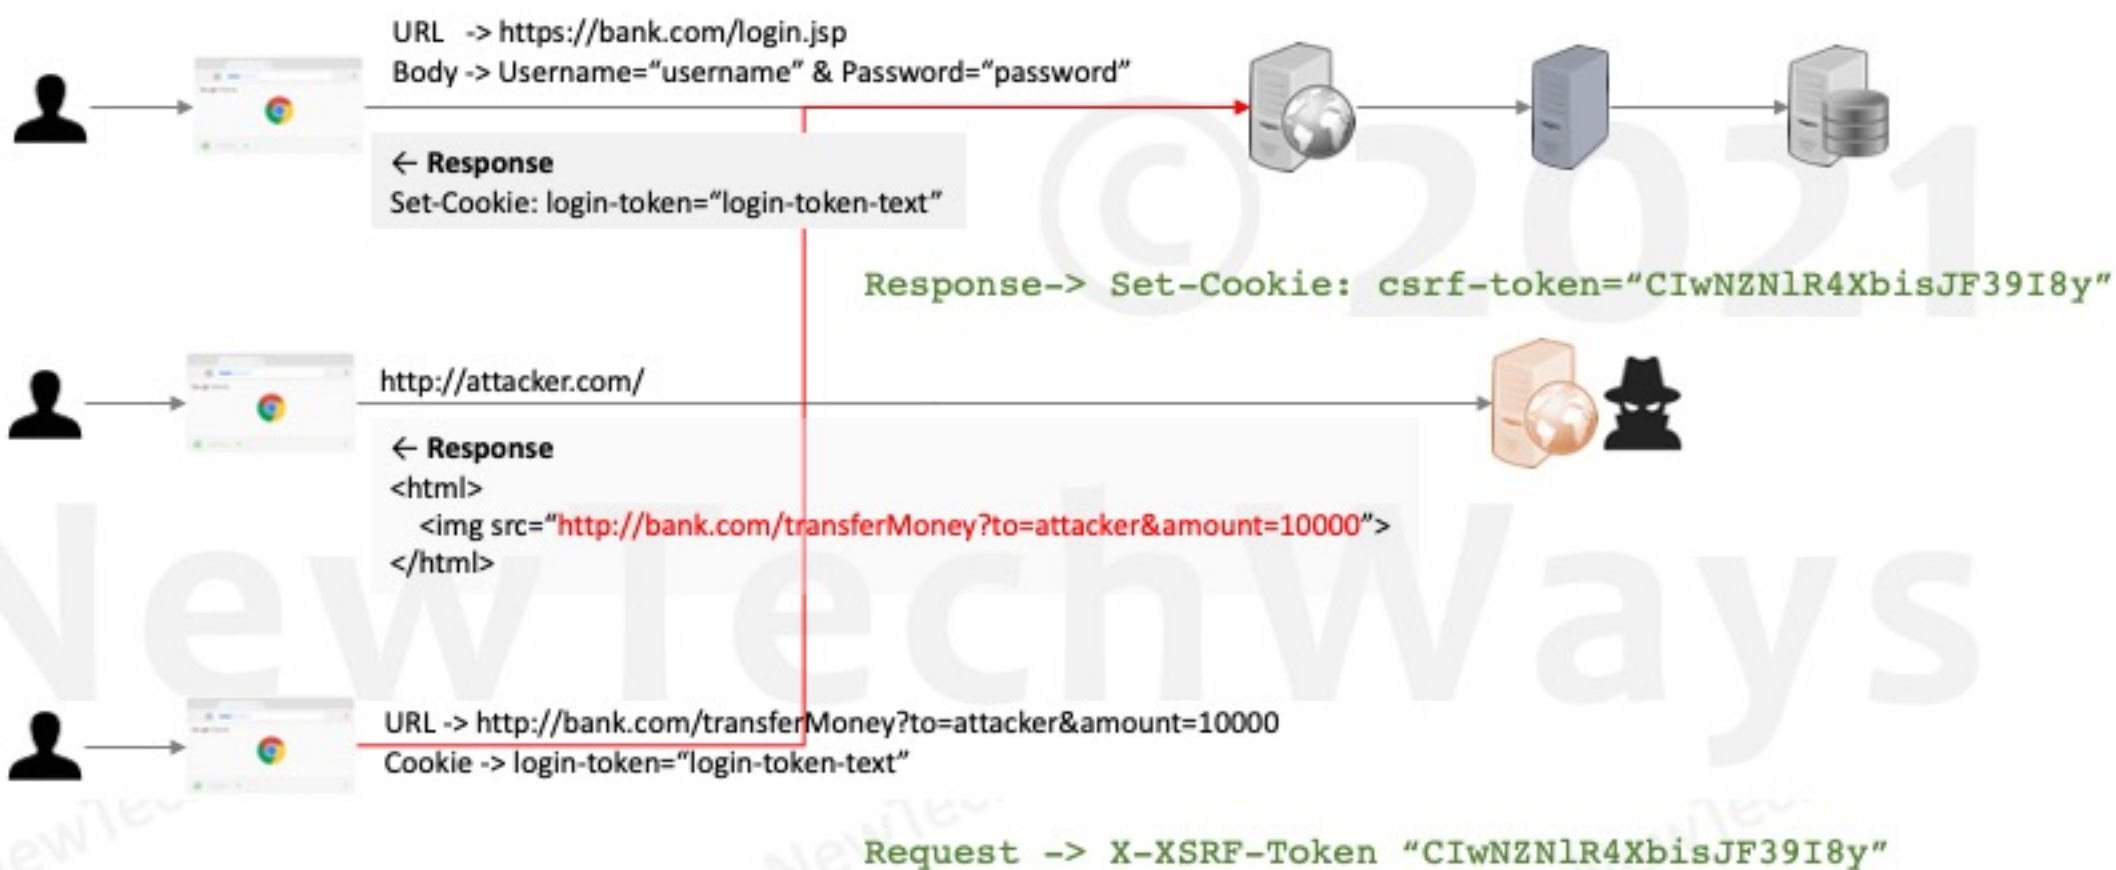 URL -> https://bank.com/login.jsp
Body -> Username=“username” & Password=“password”
← Response
Set-Cookie: login-token=“login-token-text”
© 2021
Response-> Set-Cookie: csrf-token=“CIwNZNlR4XbisJF39I8y”
http://attacker.com/
← Response
<html>
<img src=“http://bank.com/transferMoney?to=attacker&amount=10000”>
</html>
NewTechWays
URL -> http://bank.com/transferMoney?to=attacker&amount=10000
Cookie -> login-token=“login-token-text”
Request -> X-XSRF-Token “CIwNZNlR4XbisJF39I8y”